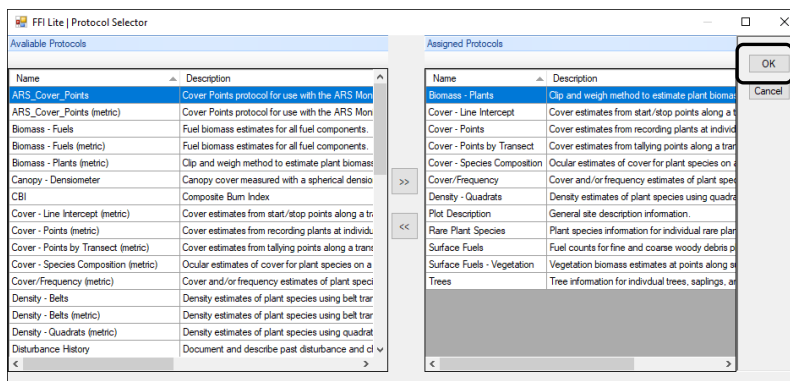 FFI Lite | Protocol Selector
Available Protocols
Assigned Protocols
OK
Cancel
Name Description
ARS_Cover_Points Cover Points protocol for use with the ARS Mon
ARS_Cover_Points (metric) Cover Points protocol for use with the ARS Mon
Biomass - Fuels Fuel biomass estimates for all fuel components.
Biomass - Fuels (metric) Fuel biomass estimates for all fuel components.
Biomass - Plants (metric) Clip and weigh method to estimate plant biomass
Canopy - Densiometer Canopy cover measured with a spherical densio
CBI Composite Burn Index
Cover - Line Intercept (metric) Cover estimates from start/stop points along a tra
Cover - Points (metric) Cover estimates from recording plants at individu
Cover - Points by Transect (metric) Cover estimates from tallying points along a trans
Cover - Species Composition (metric) Ocular estimates of cover for plant species on a
Cover/Frequency (metric) Cover and/or frequency estimates of plant speci
Density - Belts Density estimates of plant species using belt tran
Density - Belts (metric) Density estimates of plant species using belt tran
Density - Quadrats (metric) Density estimates of plant species using quadrat
Disturbance History Document and describe past disturbance and cl
>>
<<
Name Description
Biomass - Plants Clip and weigh method to estimate plant biomas
Cover - Line Intercept Cover estimates from start/stop points along a t
Cover - Points Cover estimates from recording plants at individ
Cover - Points by Transect Cover estimates from tallying points along a tran
Cover - Species Composition Ocular estimates of cover for plant species on a
Cover/Frequency Cover and/or frequency estimates of plant spec
Density - Quadrats Density estimates of plant species using quadra
Plot Description General site description information.
Rare Plant Species Plant species information for individual rare plan
Surface Fuels Fuel counts for fine and coarse woody debris p
Surface Fuels - Vegetation Vegetation biomass estimates at points along s
Trees Tree information for indivdual trees, saplings, an